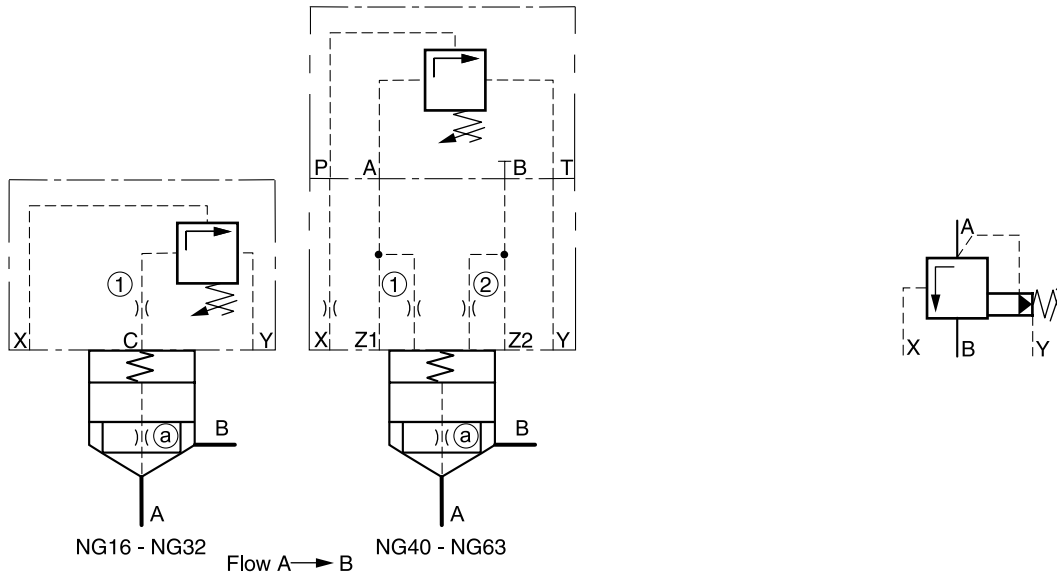 P A B T
1 1 2
X C Y X Z1 Z2 Y
a B a B
A A
NG16 - NG32 NG40 - NG63
Flow A → B
A
X B Y